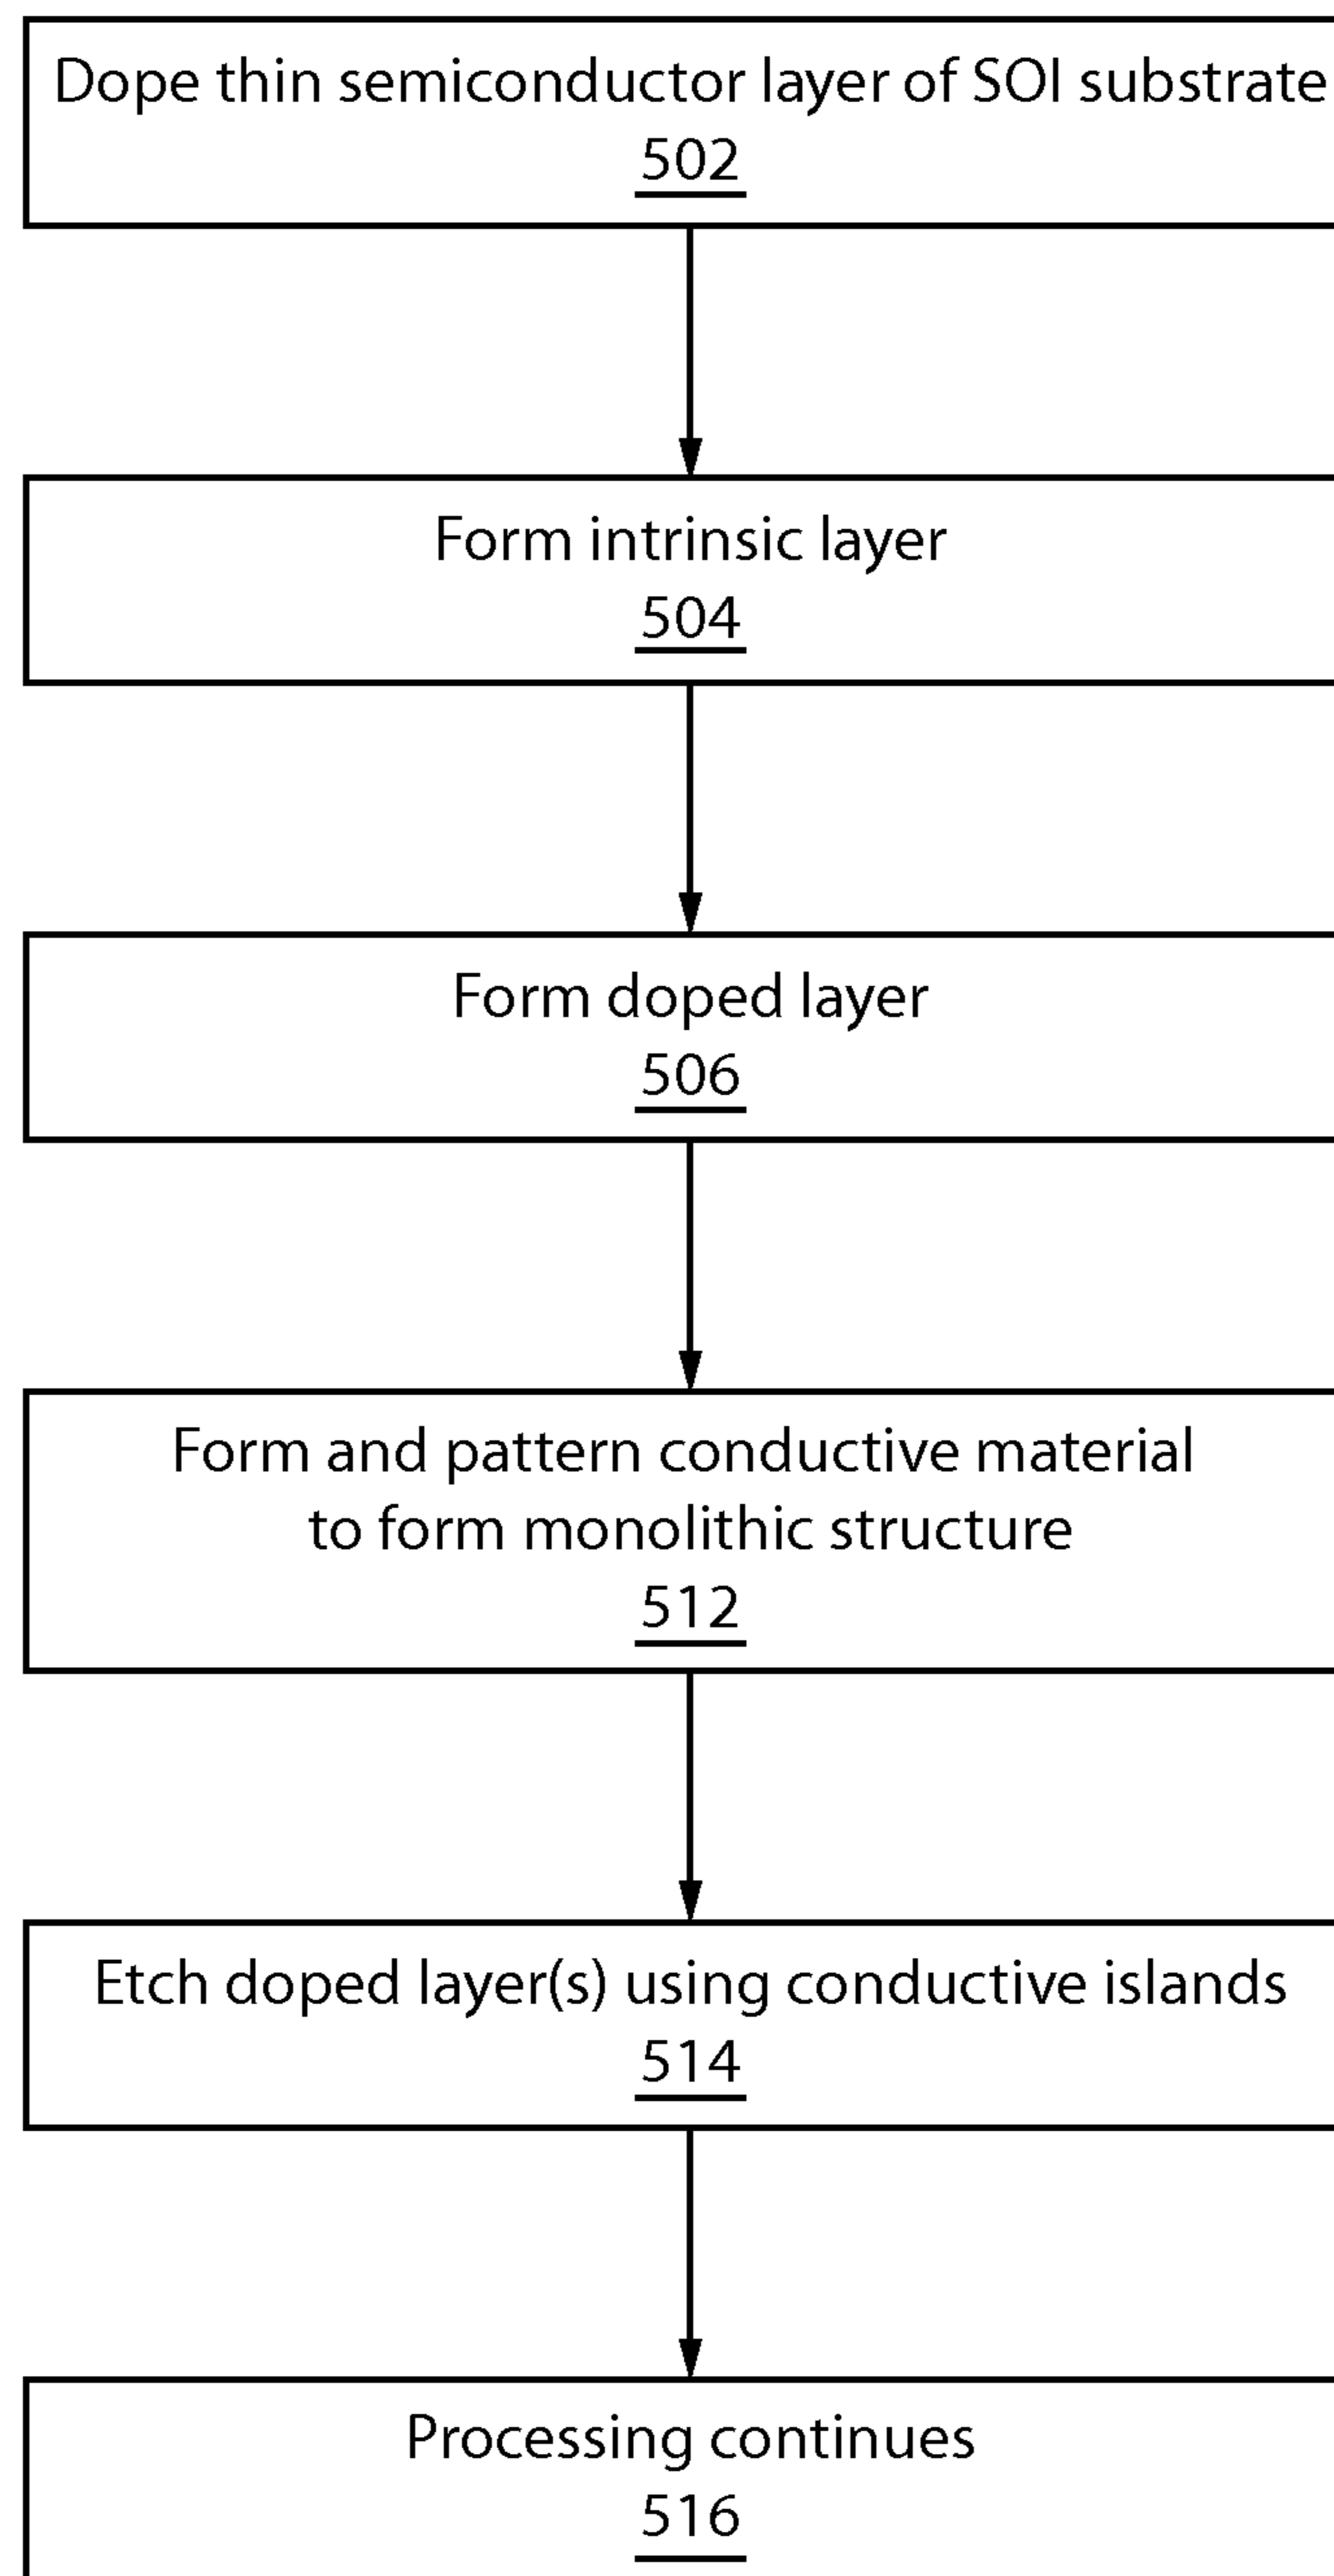 Dope thin semiconductor layer of SOI substrate
502
Form intrinsic layer
504
Form doped layer
506
Form and pattern conductive material
to form monolithic structure
512
Etch doped layer(s) using conductive islands
514
Processing continues
516